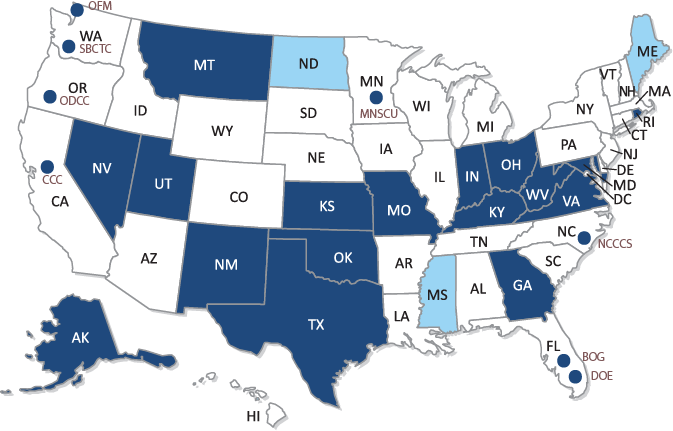 OFM
WA
SBCTC
MT
ND
MN
MNSCU
ME
VT
NH
MA
OR
ODCC
ID
WY
SD
WI
MI
NY
RI
CT
NV
UT
CO
NE
IA
IL
IN
OH
PA
NJ
DE
MD
DC
CCC
CA
KS
MO
KY
WV
VA
AZ
NM
OK
AR
TN
NC
NCCCS
SC
TX
LA
MS
AL
GA
FL
BOG
DOE
AK
HI